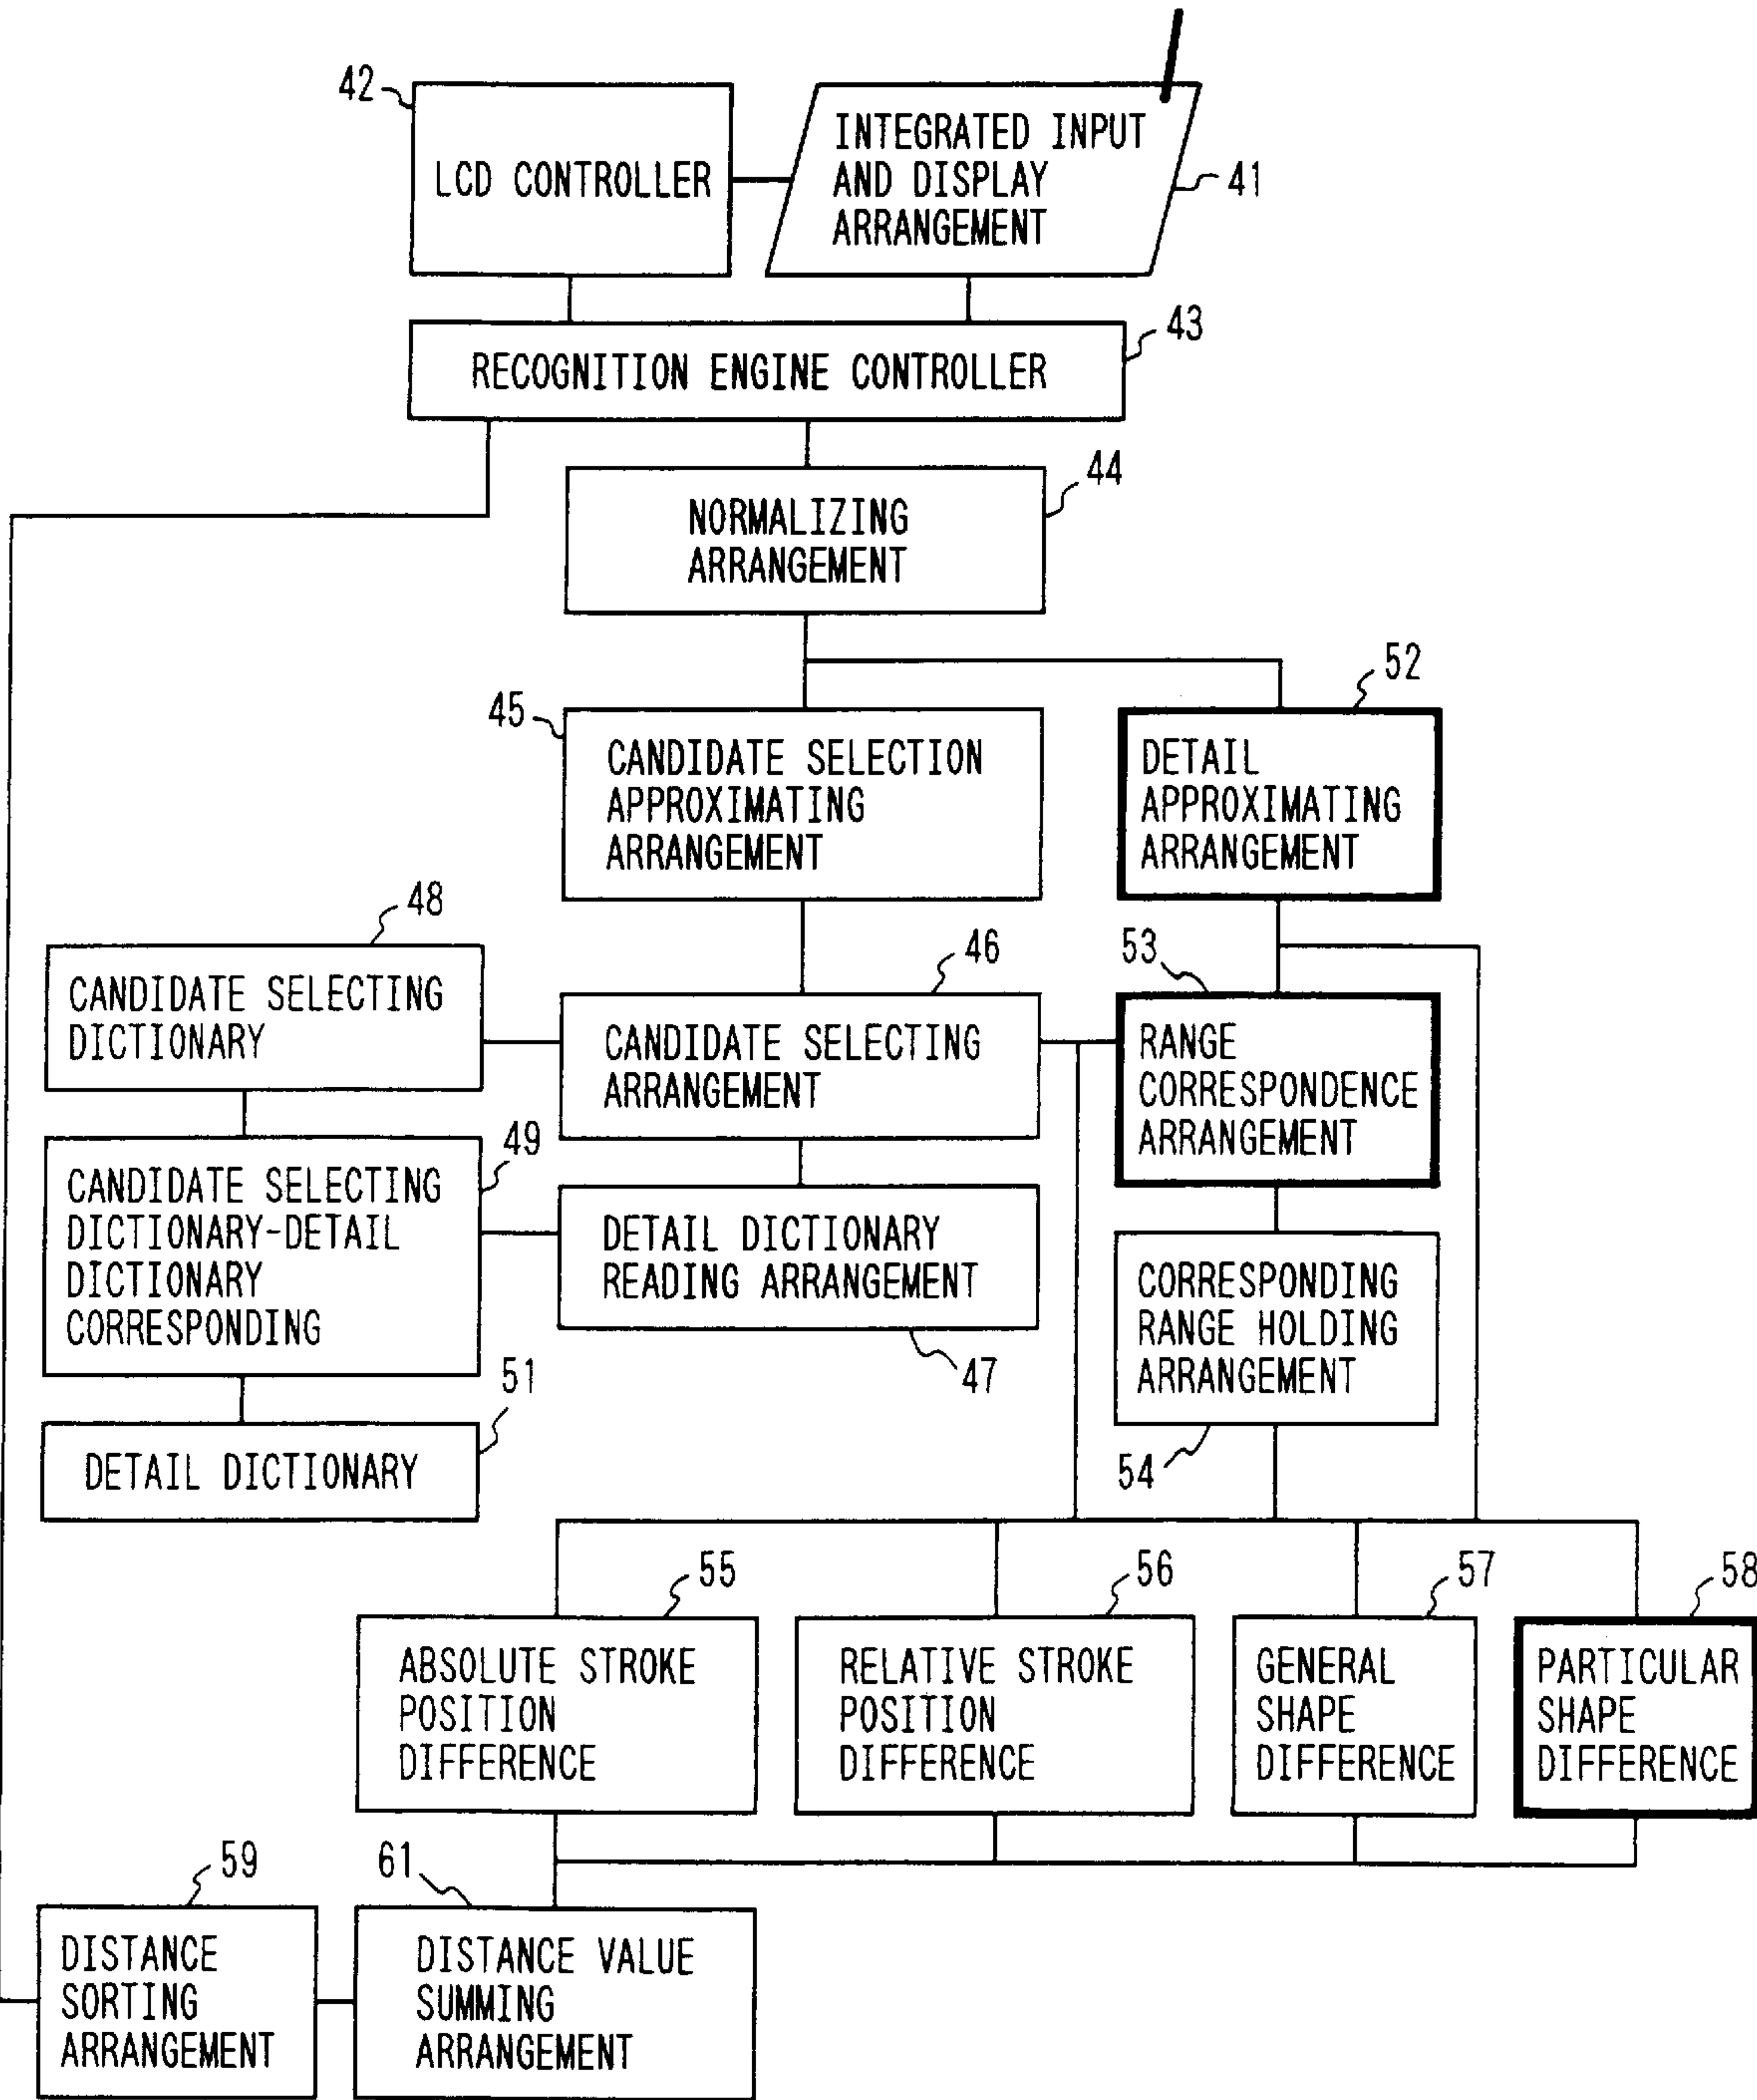 42
LCD CONTROLLER
INTEGRATED INPUT
AND DISPLAY
ARRANGEMENT
41
43
RECOGNITION ENGINE CONTROLLER
44
NORMALIZING
ARRANGEMENT
45
CANDIDATE SELECTION
APPROXIMATING
ARRANGEMENT
52
DETAIL
APPROXIMATING
ARRANGEMENT
48
CANDIDATE SELECTING
DICTIONARY
46
CANDIDATE SELECTING
ARRANGEMENT
53
RANGE
CORRESPONDENCE
ARRANGEMENT
49
CANDIDATE SELECTING
DICTIONARY-DETAIL
DICTIONARY
CORRESPONDING
DETAIL DICTIONARY
READING ARRANGEMENT
47
CORRESPONDING
RANGE HOLDING
ARRANGEMENT
54
51
DETAIL DICTIONARY
55
ABSOLUTE STROKE
POSITION
DIFFERENCE
56
RELATIVE STROKE
POSITION
DIFFERENCE
57
GENERAL
SHAPE
DIFFERENCE
58
PARTICULAR
SHAPE
DIFFERENCE
59
DISTANCE
SORTING
ARRANGEMENT
61
DISTANCE VALUE
SUMMING
ARRANGEMENT